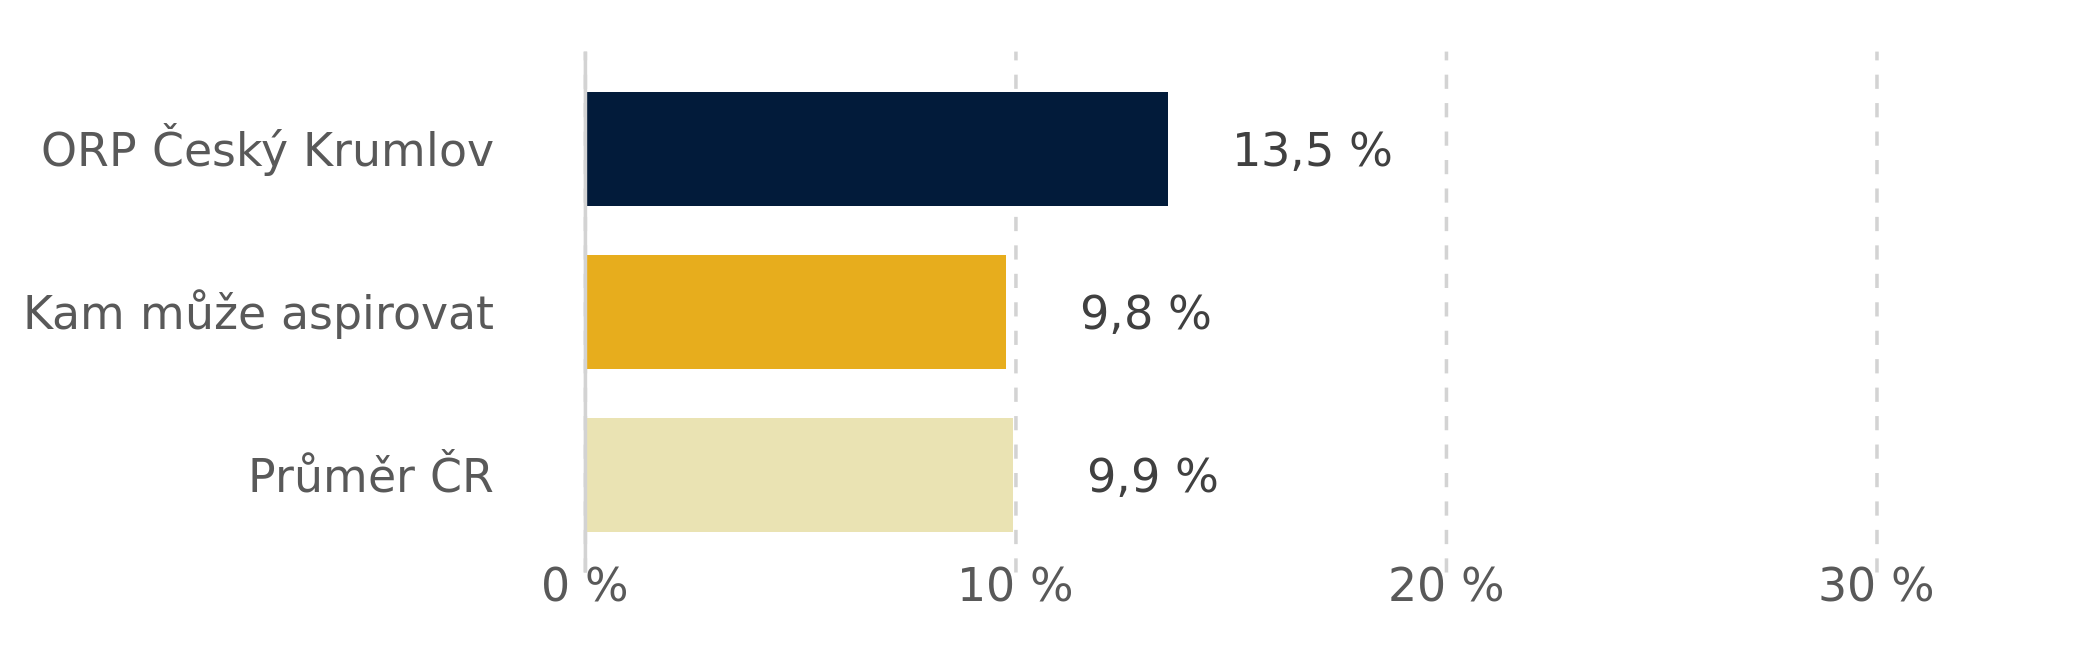 ORP Český Krumlov 13,5 %
Kam může aspirovat 9,8 %
Průměr ČR 9,9 %
0 % 10 % 20 % 30 %